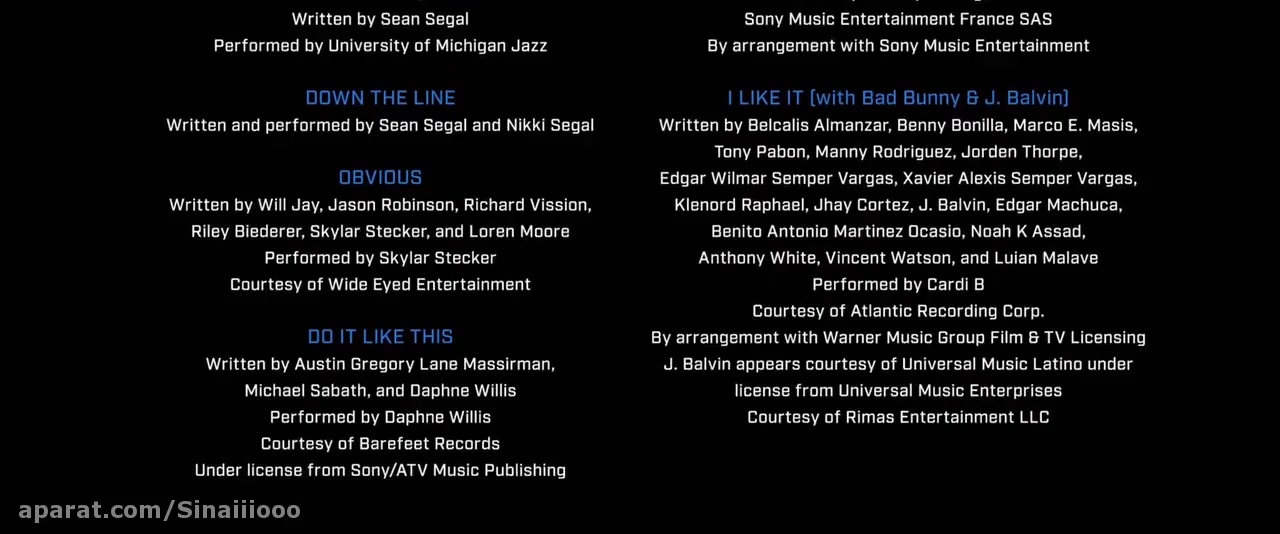 Written by Sean Segal
Performed by University of Michigan Jazz
DOWN THE LINE
Written and performed by Sean Segal and Nikki Segal
OBVIOUS
Written by Will Jay, Jason Robinson, Richard Vission,
Riley Biederer, Skylar Stecker, and Loren Moore
Performed by Skylar Stecker
Courtesy of Wide Eyed Entertainment
DO IT LIKE THIS
Written by Austin Gregory Lane Massirman,
Michael Sabath, and Daphne Willis
Performed by Daphne Willis
Courtesy of Barefeet Records
Under license from Sony/ATV Music Publishing
Sony Music Entertainment France SAS
By arrangement with Sony Music Entertainment
I LIKE IT (with Bad Bunny & J. Balvin)
Written by Belcalis Almanzar, Benny Bonilla, Marco E. Masis,
Tony Pabon, Manny Rodriguez, Jorden Thorpe,
Edgar Wilmar Semper Vargas, Xavier Alexis Semper Vargas,
Klenord Raphael, Jhay Cortez, J. Balvin, Edgar Machuca,
Benito Antonio Martinez Ocasio, Noah K Assad,
Anthony White, Vincent Watson, and Luian Malave
Performed by Cardi B
Courtesy of Atlantic Recording Corp.
By arrangement with Warner Music Group Film & TV Licensing
J. Balvin appears courtesy of Universal Music Latino under
license from Universal Music Enterprises
Courtesy of Rimas Entertainment LLC
aparat.com/Sinaiiiooo